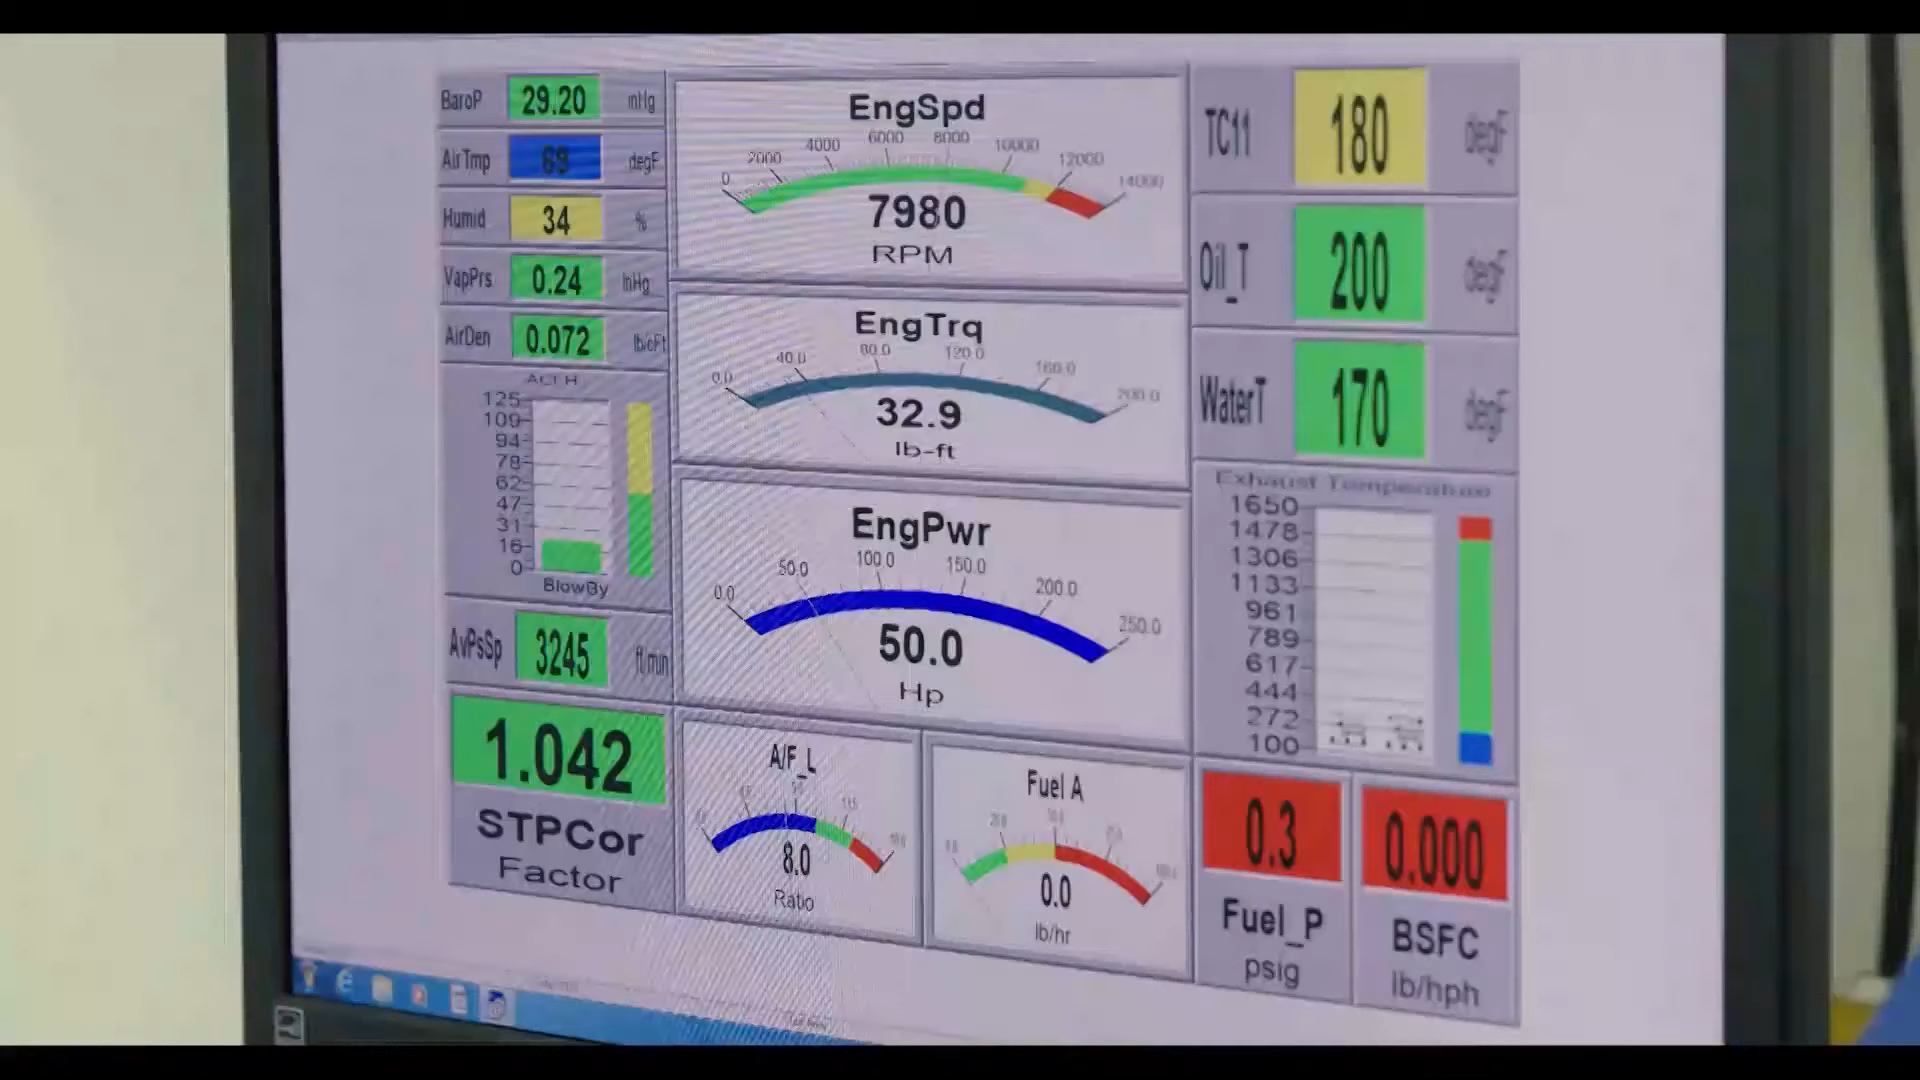 BaroP 29.20 inHg
AirTmp 69 degF
Humid 34 %
VapPrs 0.24 InHg
AirDen 0.072 lb/cFt
ACFH
125
109
94
78
62
47
31
16
0
BlowBy
AvPsSp 3245 ft/min
1.042
STPCor
Factor
EngSpd
0 2000 4000 6000 8000 10000 12000 14000
7980
RPM
EngTrq
0.0 40.0 80.0 120.0 160.0 200.0
32.9
lb-ft
EngPwr
0.0 50.0 100.0 150.0 200.0 250.0
50.0
Hp
A/F_L
8.0
Ratio
Fuel A
0.0
lb/hr
TC11 180 degF
Oil_T 200 degF
WaterT 170 degF
Exhaust Temperature
1650
1478
1306
1133
961
789
617
444
272
100
0.3
Fuel_P
psig
0.000
BSFC
lb/hph